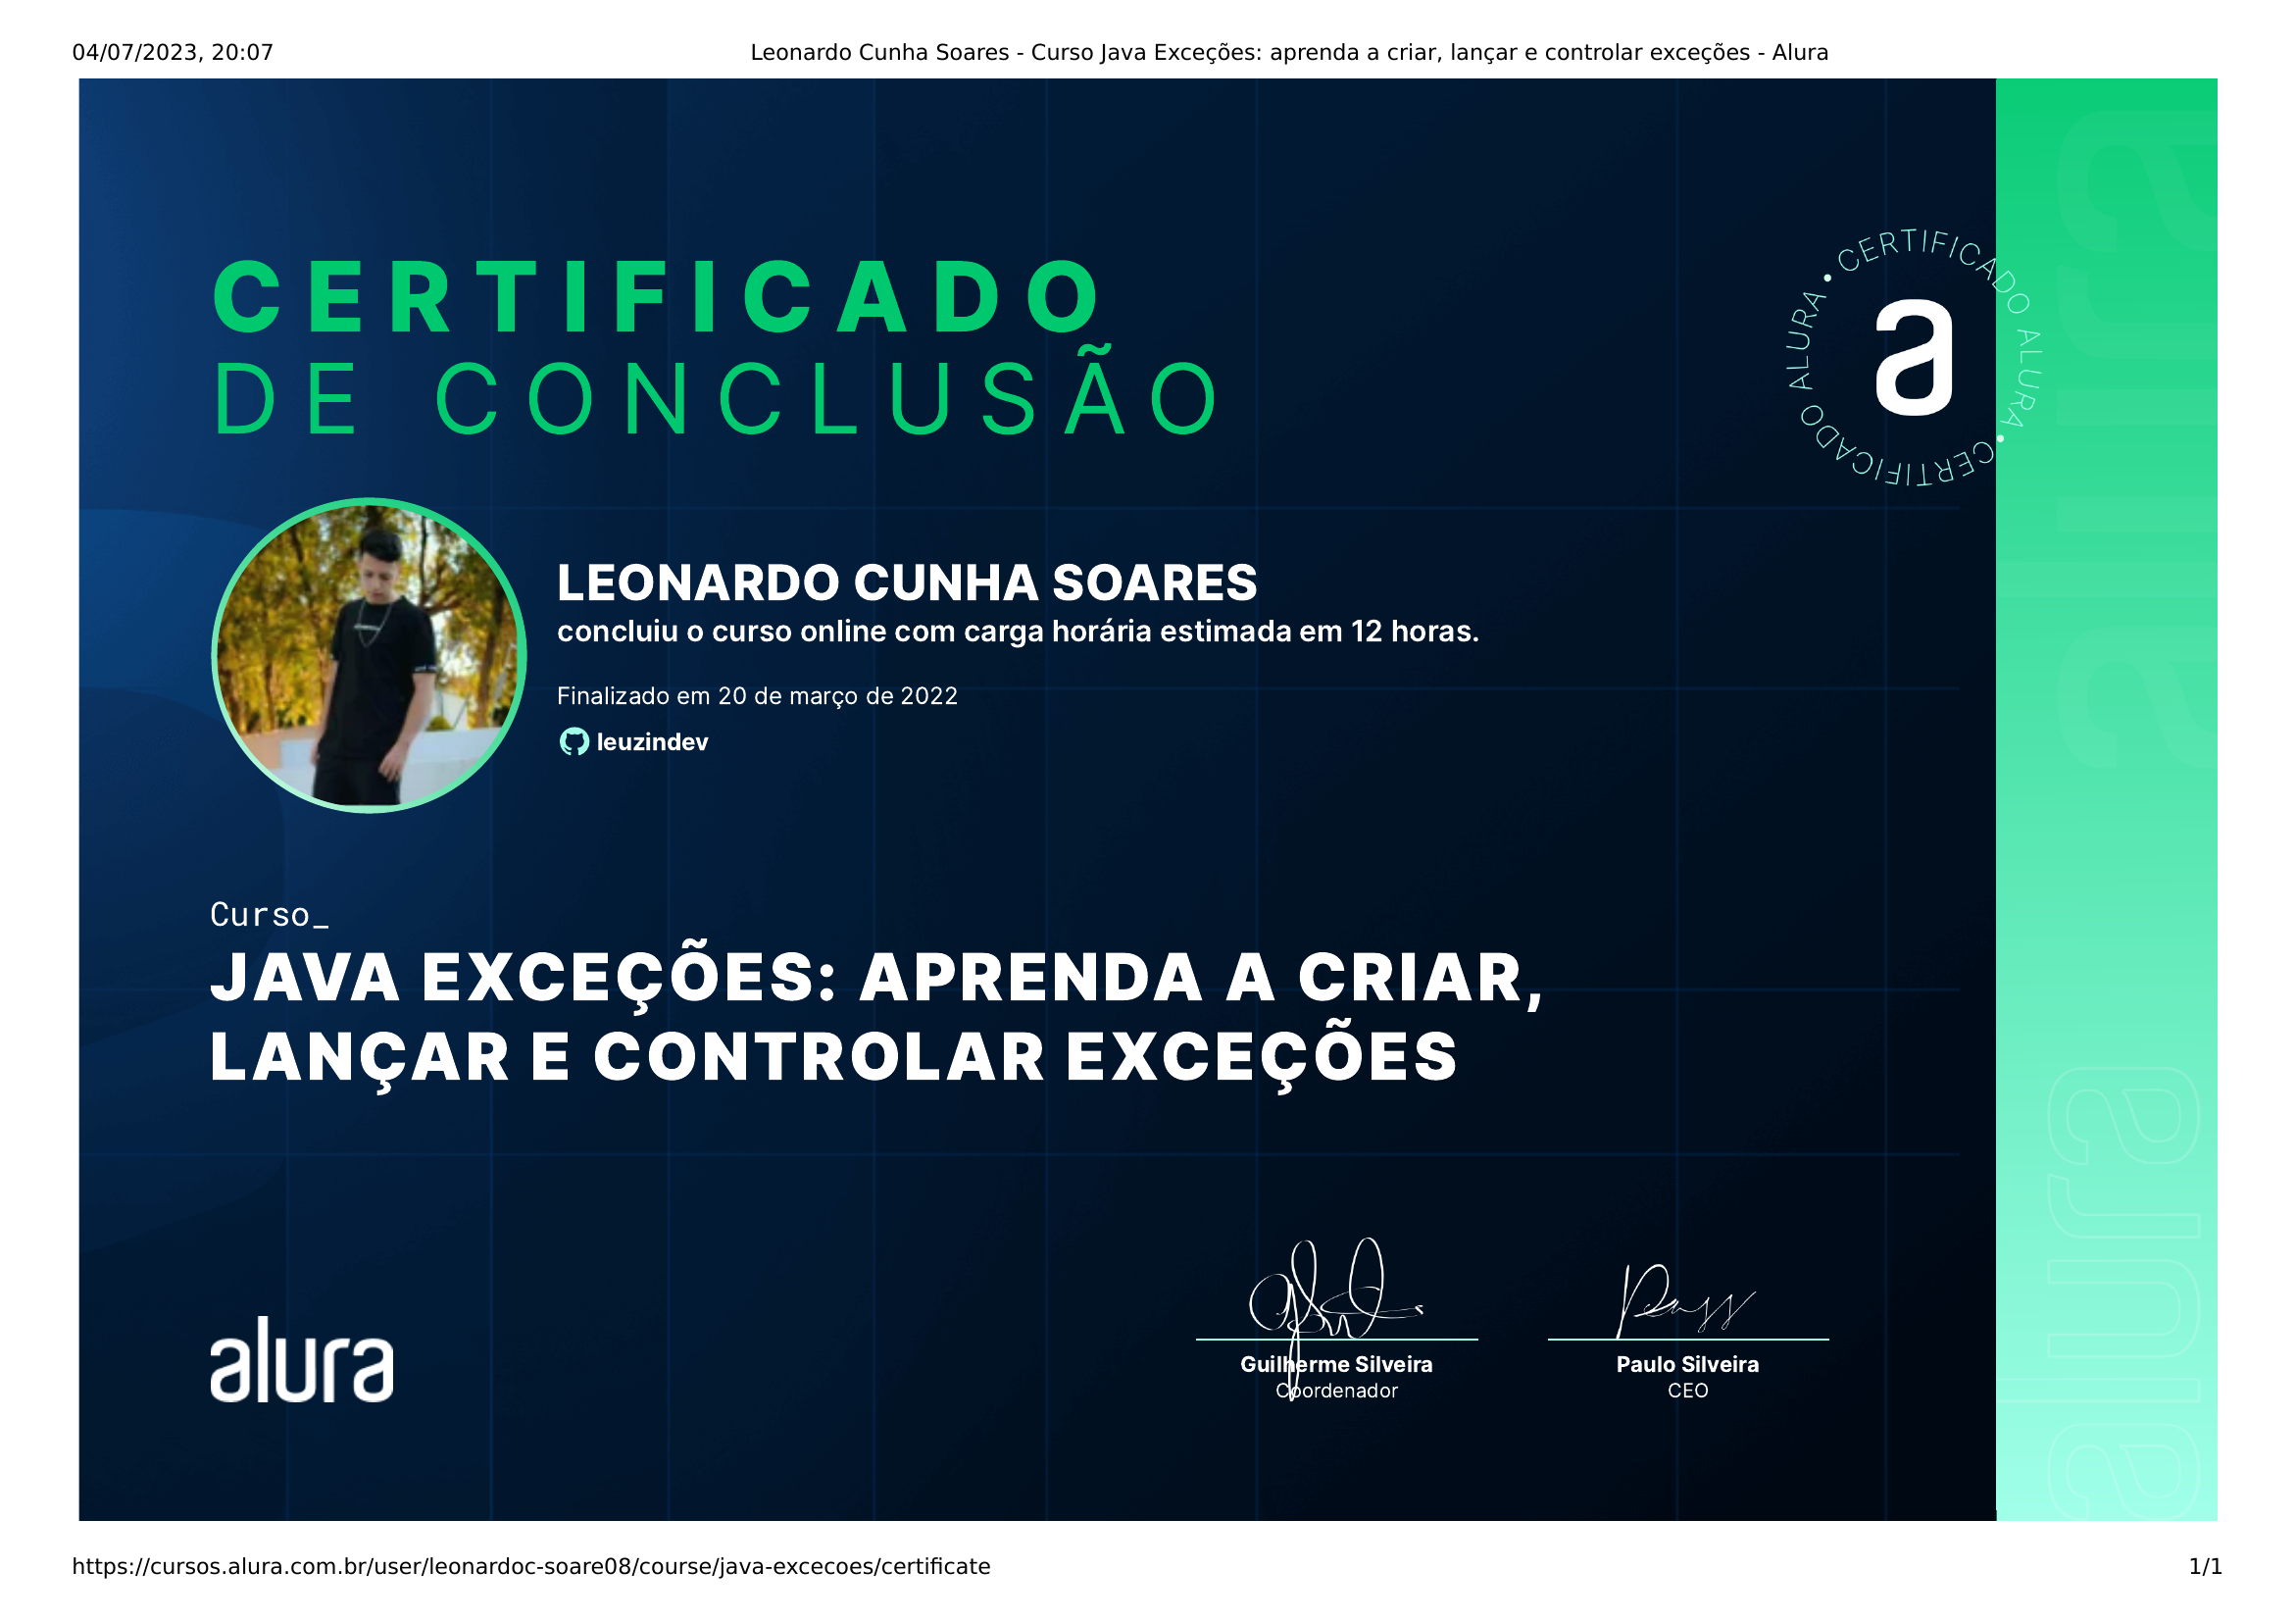 04/07/2023, 20:07
Leonardo Cunha Soares - Curso Java Exceções: aprenda a criar, lançar e controlar exceções - Alura
CERTIFICADO
DE CONCLUSÃO
CERTIFICADO ALURA • CERTIFICADO ALURA •
a
LEONARDO CUNHA SOARES
concluiu o curso online com carga horária estimada em 12 horas.
Finalizado em 20 de março de 2022
leuzindev
Curso_
JAVA EXCEÇÕES: APRENDA A CRIAR,
LANÇAR E CONTROLAR EXCEÇÕES
alura
Guilherme Silveira
Coordenador
Paulo Silveira
CEO
alura
alura
https://cursos.alura.com.br/user/leonardoc-soare08/course/java-excecoes/certificate
1/1